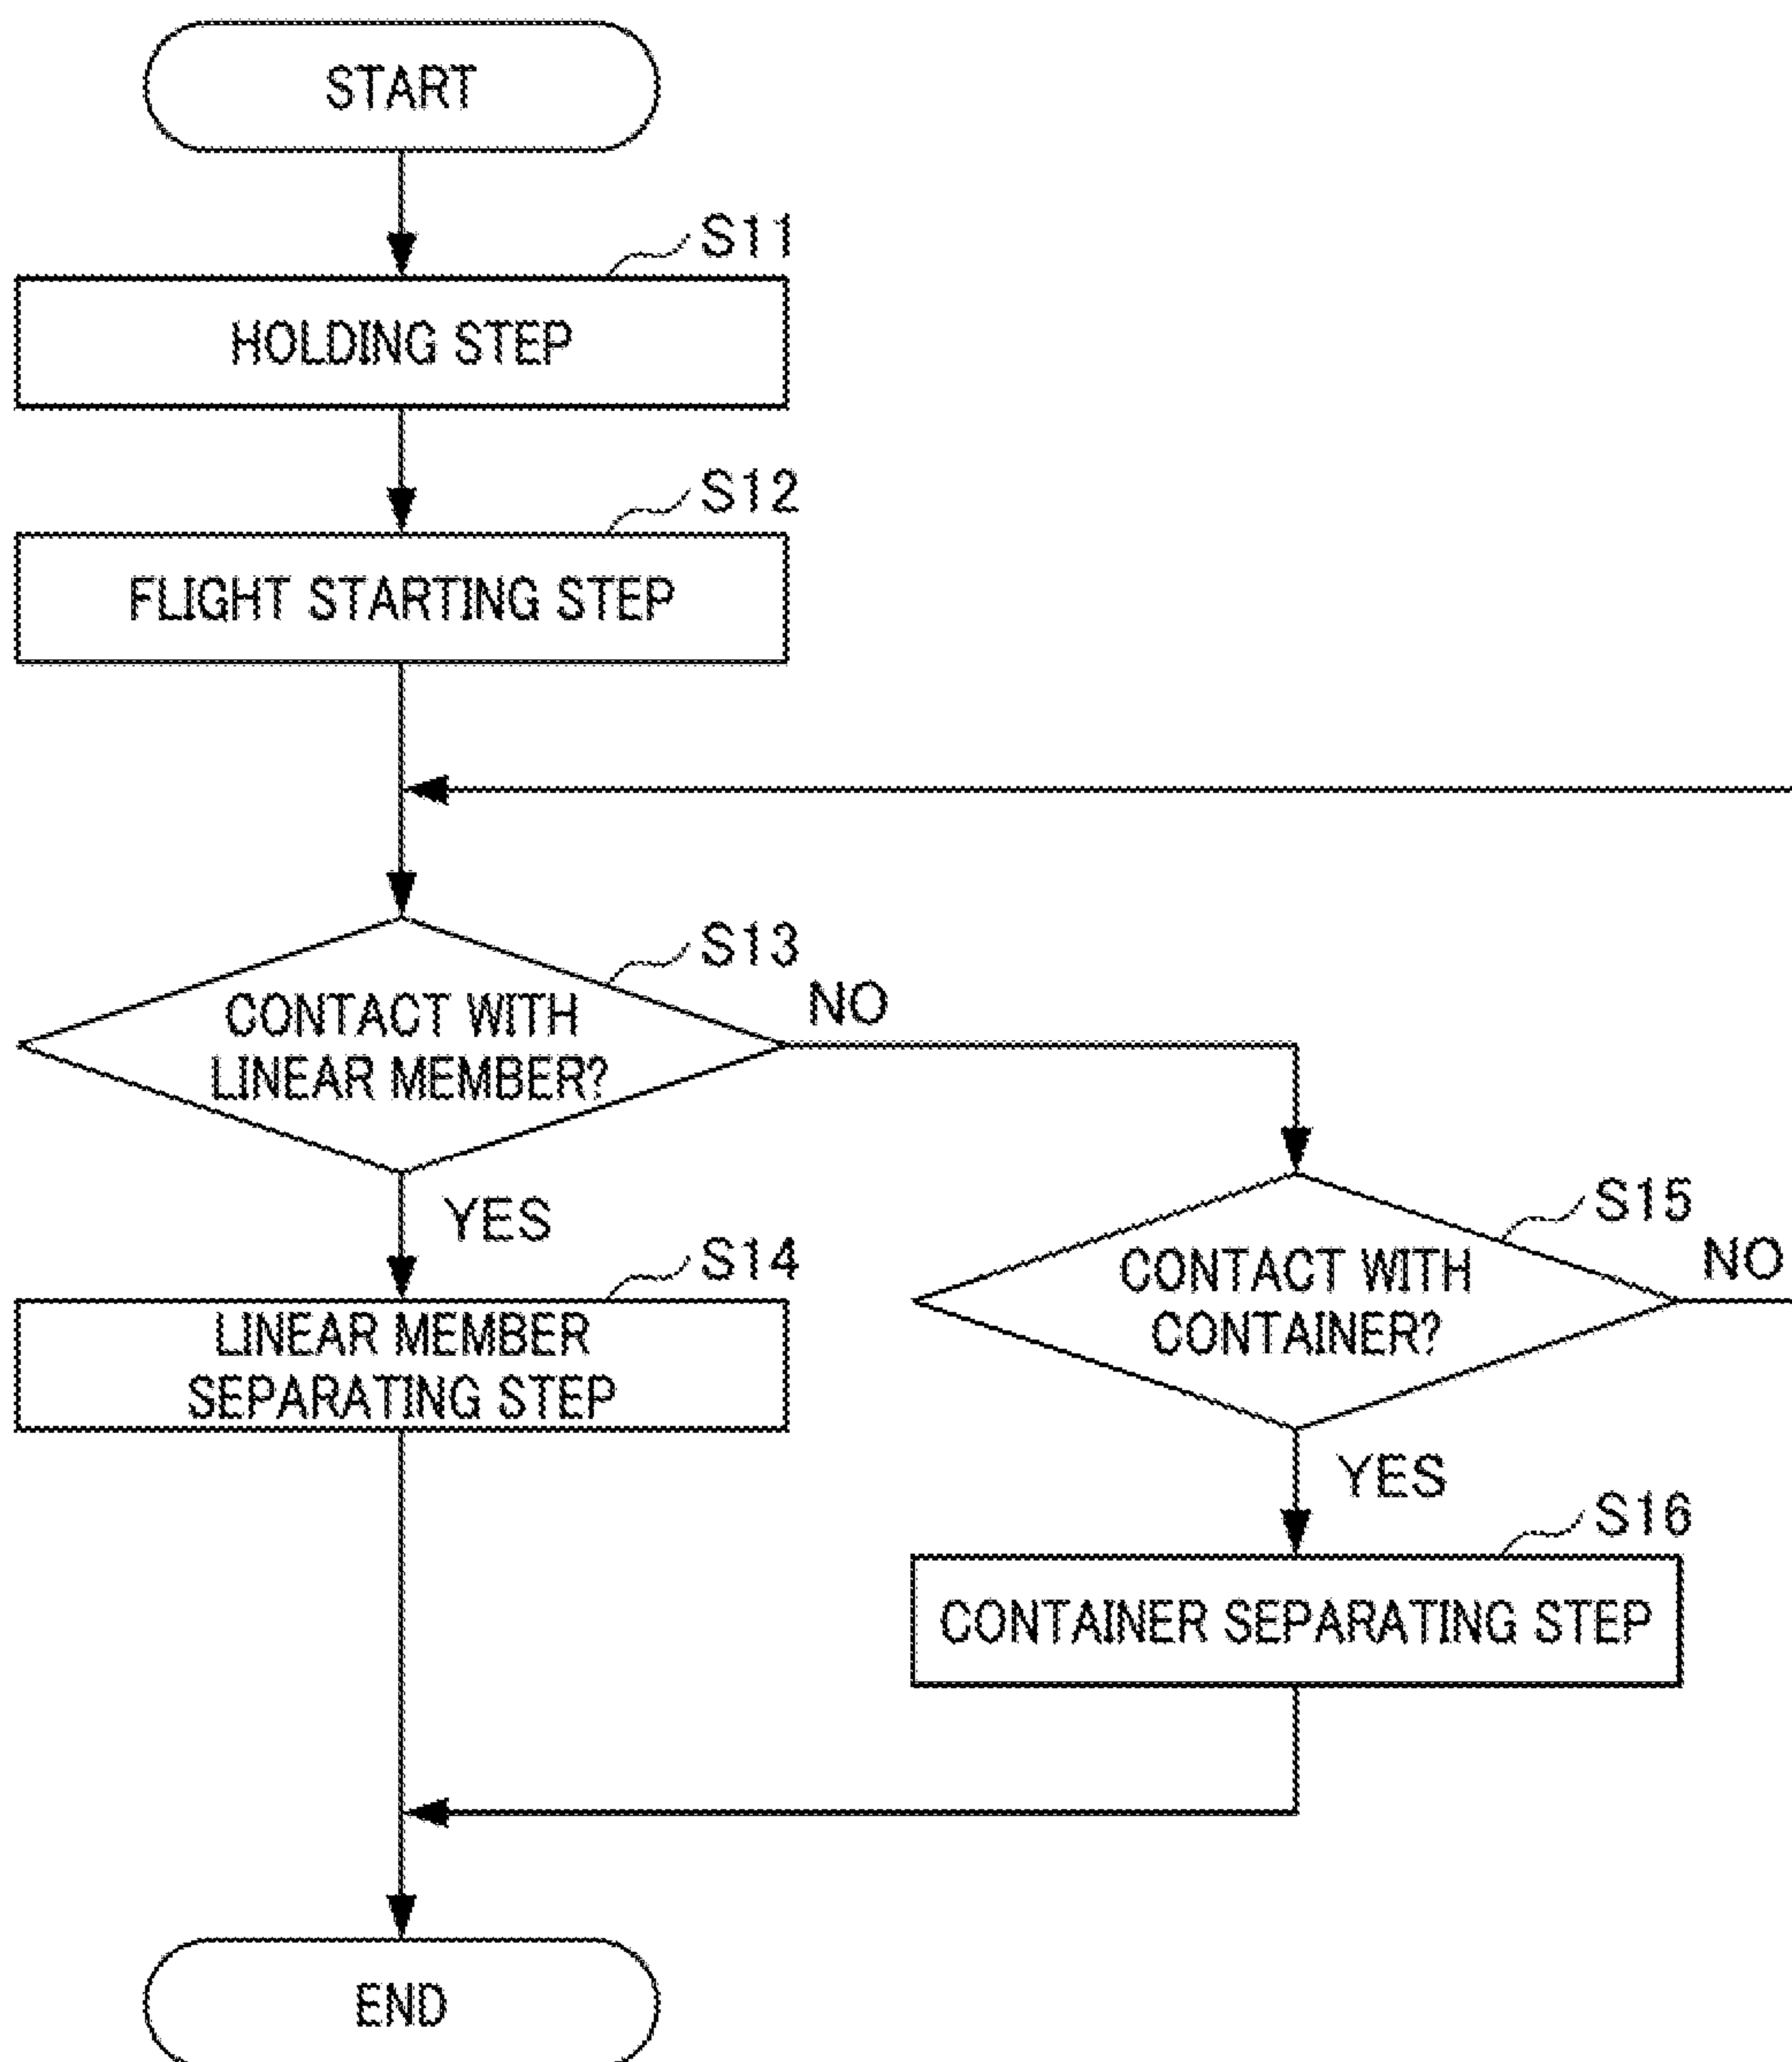 START
S11
HOLDING STEP
S12
FLIGHT STARTING STEP
S13
CONTACT WITH
LINEAR MEMBER?
NO
YES
S14
LINEAR MEMBER
SEPARATING STEP
S15
CONTACT WITH
CONTAINER?
NO
YES
S16
CONTAINER SEPARATING STEP
END